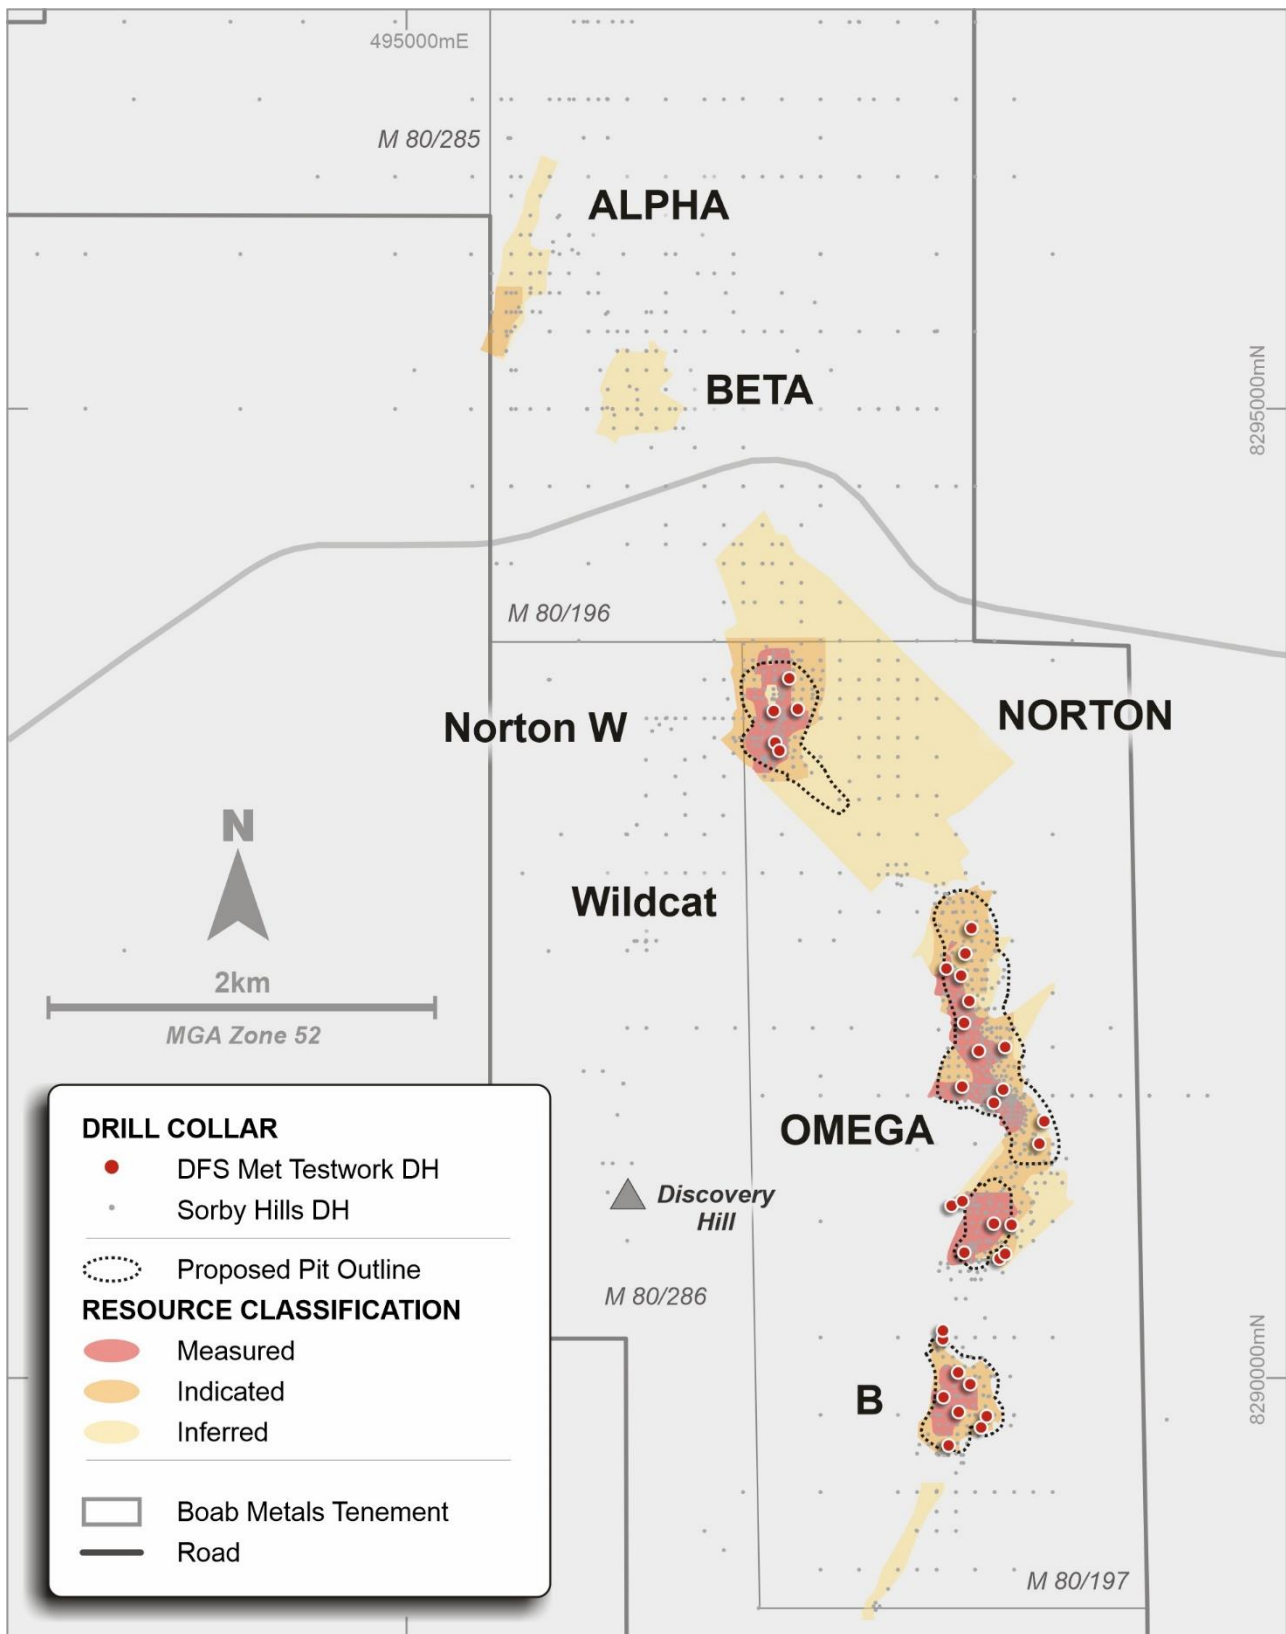 495000mE
M 80/285
ALPHA
BETA
8295000mN
M 80/196
Norton W
NORTON
N
Wildcat
2km
MGA Zone 52
OMEGA
Discovery
Hill
M 80/286
8290000mN
B
M 80/197
DRILL COLLAR
DFS Met Testwork DH
Sorby Hills DH
Proposed Pit Outline
RESOURCE CLASSIFICATION
Measured
Indicated
Inferred
Boab Metals Tenement
Road